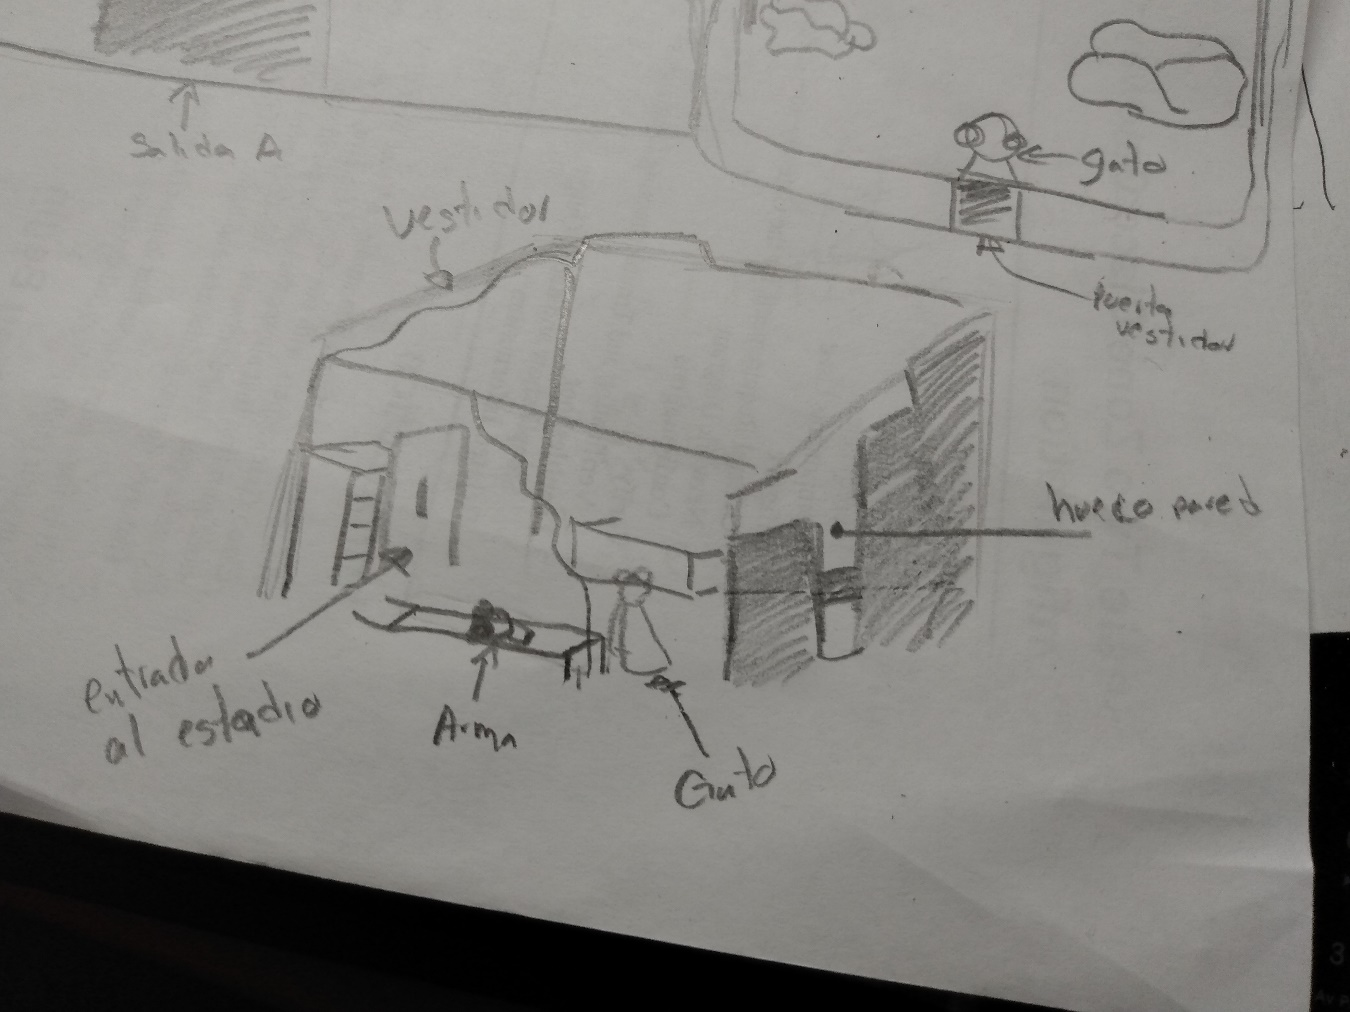 Salida A
gato
vestidor
Puerta
vestidor
hueco pared
entrada
al estadio
Arma
Gato